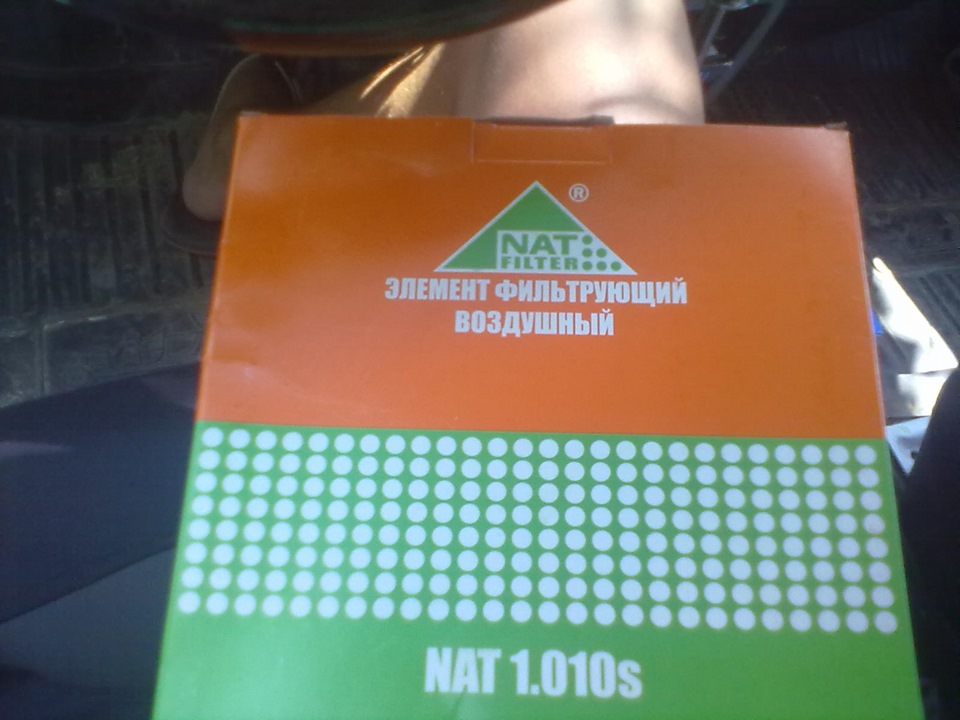 ®
NAT
FILTER
ЭЛЕМЕНТ ФИЛЬТРУЮЩИЙ
ВОЗДУШНЫЙ
NAT 1.010s